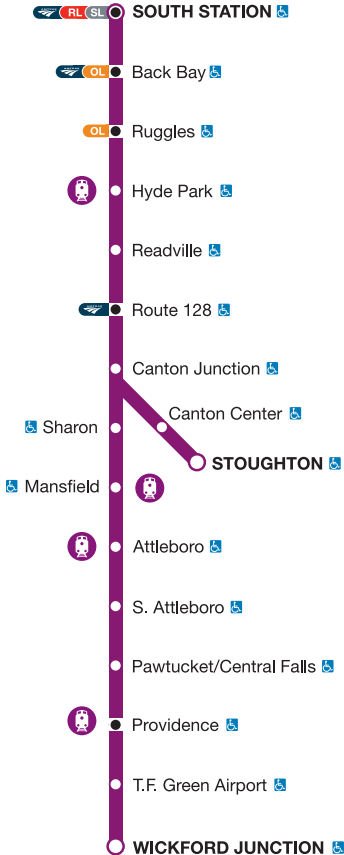 RL SL SOUTH STATION
OL Back Bay
OL Ruggles
Hyde Park
Readville
Route 128
Canton Junction
Canton Center
Sharon
STOUGHTON
Mansfield
Attleboro
S. Attleboro
Pawtucket/Central Falls
Providence
T.F. Green Airport
WICKFORD JUNCTION